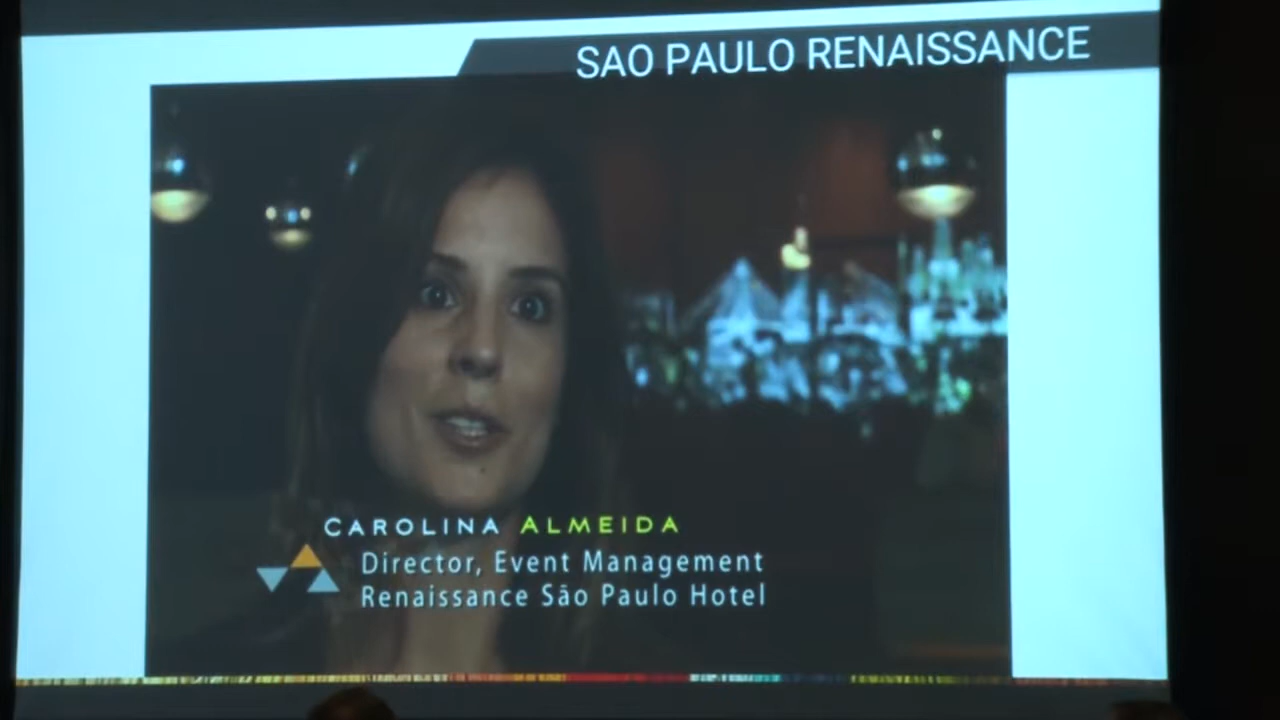 SAO PAULO RENAISSANCE
CAROLINA ALMEIDA
Director, Event Management
Renaissance São Paulo Hotel